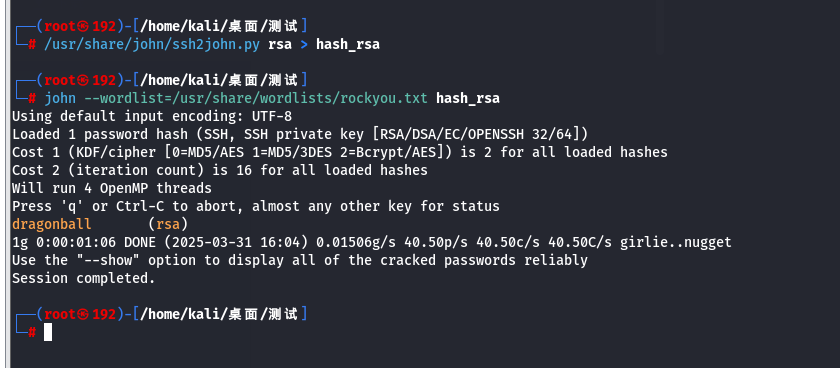 ┌──(root㉿192)-[/home/kali/桌面/测试]
└─# /usr/share/john/ssh2john.py rsa > hash_rsa
┌──(root㉿192)-[/home/kali/桌面/测试]
└─# john --wordlist=/usr/share/wordlists/rockyou.txt hash_rsa
Using default input encoding: UTF-8
Loaded 1 password hash (SSH, SSH private key [RSA/DSA/EC/OPENSSH 32/64])
Cost 1 (KDF/cipher [0=MD5/AES 1=MD5/3DES 2=Bcrypt/AES]) is 2 for all loaded hashes
Cost 2 (iteration count) is 16 for all loaded hashes
Will run 4 OpenMP threads
Press 'q' or Ctrl-C to abort, almost any other key for status
dragonball       (rsa)
1g 0:00:01:06 DONE (2025-03-31 16:04) 0.01506g/s 40.50p/s 40.50c/s 40.50C/s girlie..nugget
Use the "--show" option to display all of the cracked passwords reliably
Session completed.
┌──(root㉿192)-[/home/kali/桌面/测试]
└─#